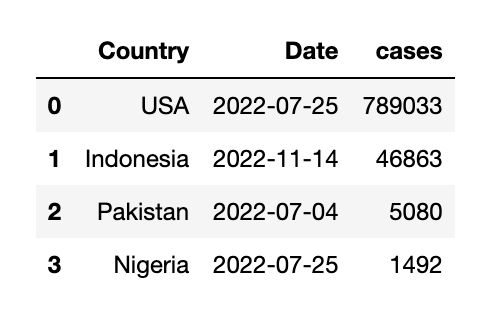 Country Date cases
0 USA 2022-07-25 789033
1 Indonesia 2022-11-14 46863
2 Pakistan 2022-07-04 5080
3 Nigeria 2022-07-25 1492